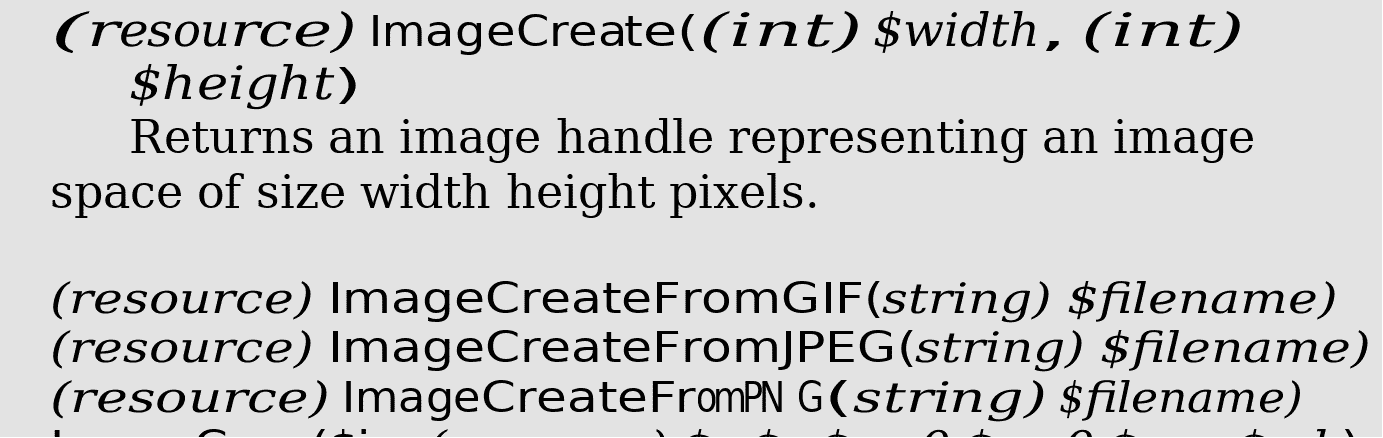 (resource) ImageCreate((int) $width, (int)
$height)
Returns an image handle representing an image
space of size width height pixels.
(resource) ImageCreateFromGIF(string) $filename)
(resource) ImageCreateFromJPEG(string) $filename)
(resource) ImageCreateFromPN G(string) $filename)